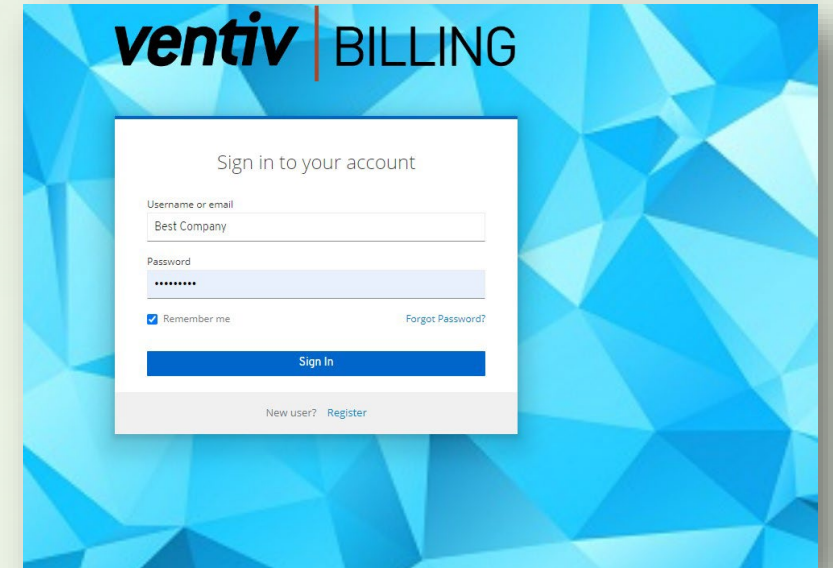 ventiv | BILLING
Sign in to your account
Username or email
Best Company
Password
•••••••••
Remember me Forgot Password?
Sign In
New user? Register